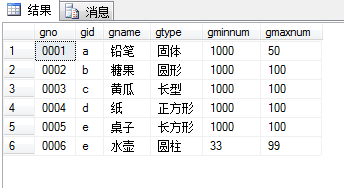 结果 消息
gno gid gname gtype gminnum gmaxnum
1 0001 a 铅笔 固体 1000 50
2 0002 b 糖果 圆形 1000 100
3 0003 c 黄瓜 长型 1000 100
4 0004 d 纸 正方形 1000 100
5 0005 e 桌子 长方形 1000 100
6 0006 e 水壶 圆柱 33 99